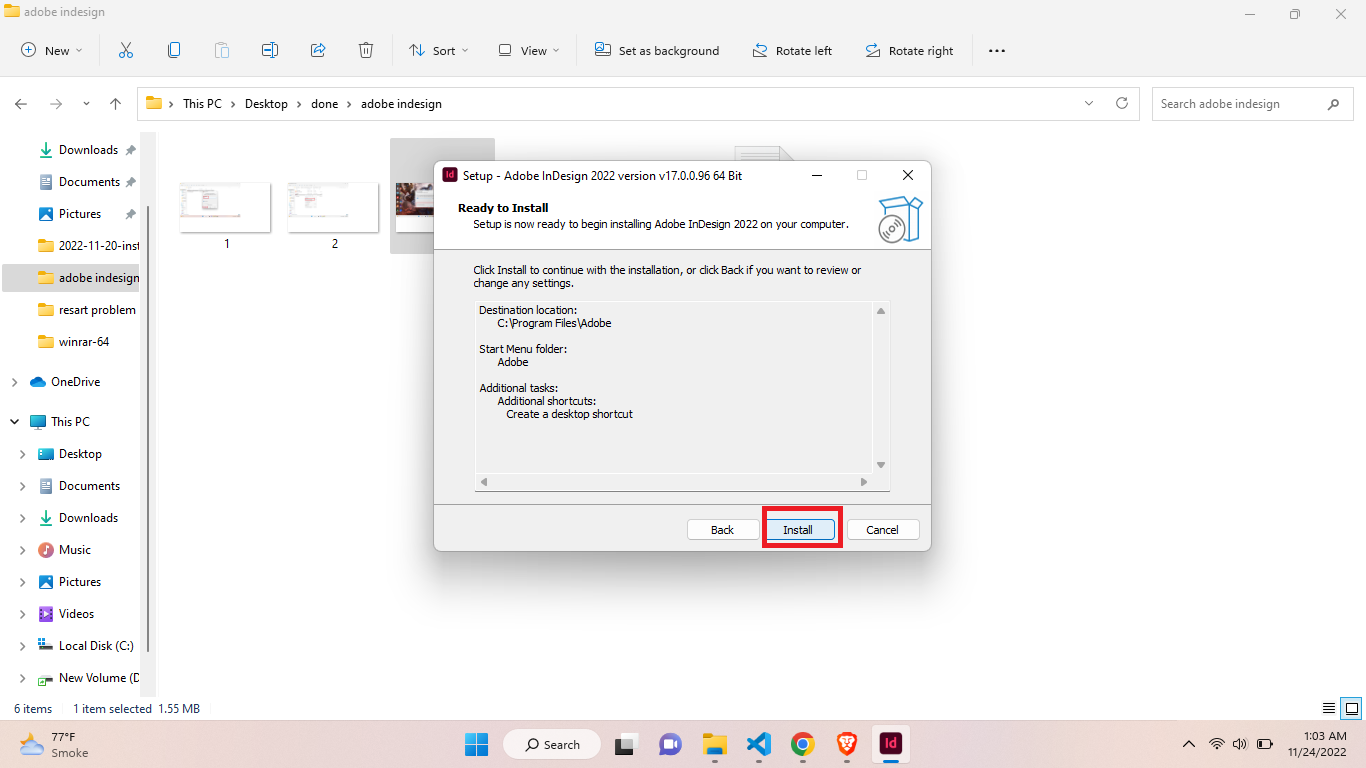 adobe indesign
New
Sort
View
Set as background
Rotate left
Rotate right
This PC
Desktop
done
adobe indesign
Search adobe indesign
Downloads
Documents
Pictures
2022-11-20-inst
adobe indesign
resart problem
winrar-64
OneDrive
This PC
Desktop
Documents
Downloads
Music
Pictures
Videos
Local Disk (C:)
New Volume (D
1
2
Id
Setup - Adobe InDesign 2022 version v17.0.0.96 64 Bit
Ready to Install
Setup is now ready to begin installing Adobe InDesign 2022 on your computer.
Click Install to continue with the installation, or click Back if you want to review or
change any settings.
Destination location:
C:\Program Files\Adobe
Start Menu folder:
Adobe
Additional tasks:
Additional shortcuts:
Create a desktop shortcut
Back
Install
Cancel
6 items
1 item selected 1.55 MB
77°F
Smoke
Search
Id
1:03 AM
11/24/2022